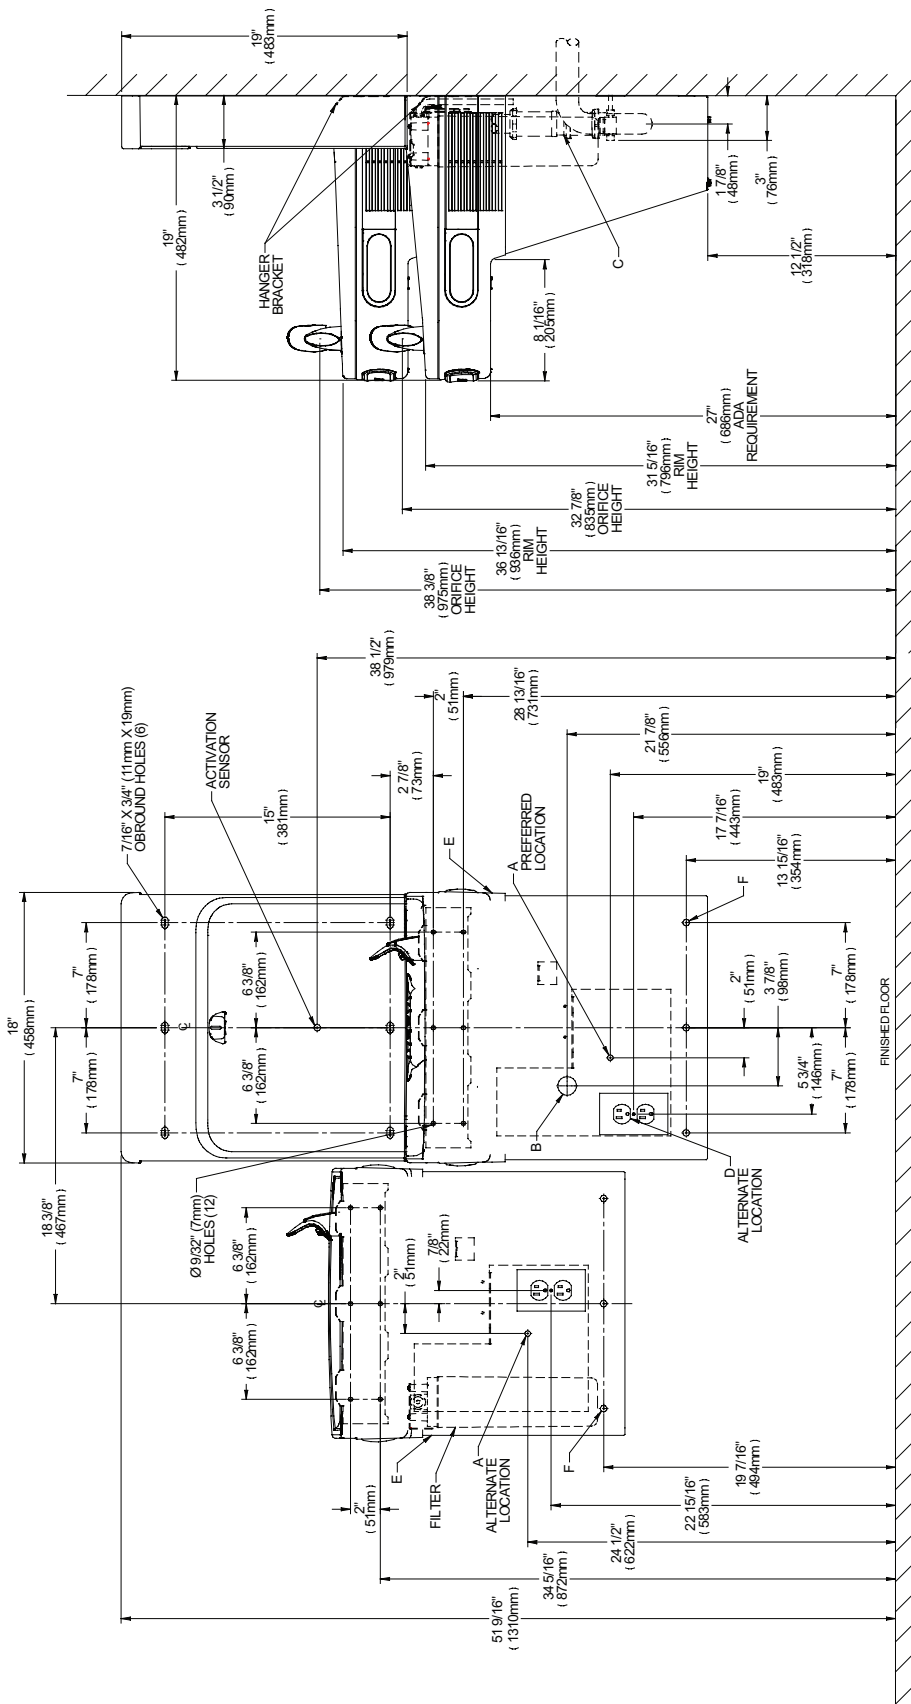 19"
( 483mm)
3 1/2"
( 90mm)
19"
( 482mm)
HANGER
BRACKET
C
1 7/8"
( 48mm)
3"
( 76mm)
12 1/2"
( 318mm)
8 1/16"
( 205mm)
27"
( 686mm)
ADA
REQUIREMENT
31 5/16"
( 796mm)
RIM
HEIGHT
32 7/8"
( 835mm)
ORIFICE
HEIGHT
36 13/16"
( 936mm)
RIM
HEIGHT
38 3/8"
( 975mm)
ORIFICE
HEIGHT
7/16" X 3/4" (11mm X 19mm)
OBROUND HOLES (6)
ACTIVATION
SENSOR
38 1/2"
( 979mm)
15"
( 381mm)
2 7/8"
( 73mm)
2"
( 51mm)
28 13/16"
( 731mm)
21 7/8"
( 556mm)
19"
( 483mm)
17 7/16"
( 443mm)
13 15/16"
( 354mm)
E
A
PREFERRED
LOCATION
F
18"
( 458mm)
7"
( 178mm)
7"
( 178mm)
6 3/8"
( 162mm)
6 3/8"
( 162mm)
2"
( 51mm)
3 7/8"
( 98mm)
5 3/4"
( 146mm)
7"
( 178mm)
7"
( 178mm)
FINISHED FLOOR
B
D
ALTERNATE
LOCATION
18 3/8"
( 467mm)
Ø 9/32" (7mm)
HOLES (12)
6 3/8"
( 162mm)
6 3/8"
( 162mm)
2"
( 51mm)
7/8"
( 22mm)
2"
( 51mm)
E
FILTER
A
ALTERNATE
LOCATION
F
19 7/16"
( 494mm)
22 15/16"
( 583mm)
24 1/2"
( 622mm)
34 5/16"
( 872mm)
51 9/16"
( 1310mm)